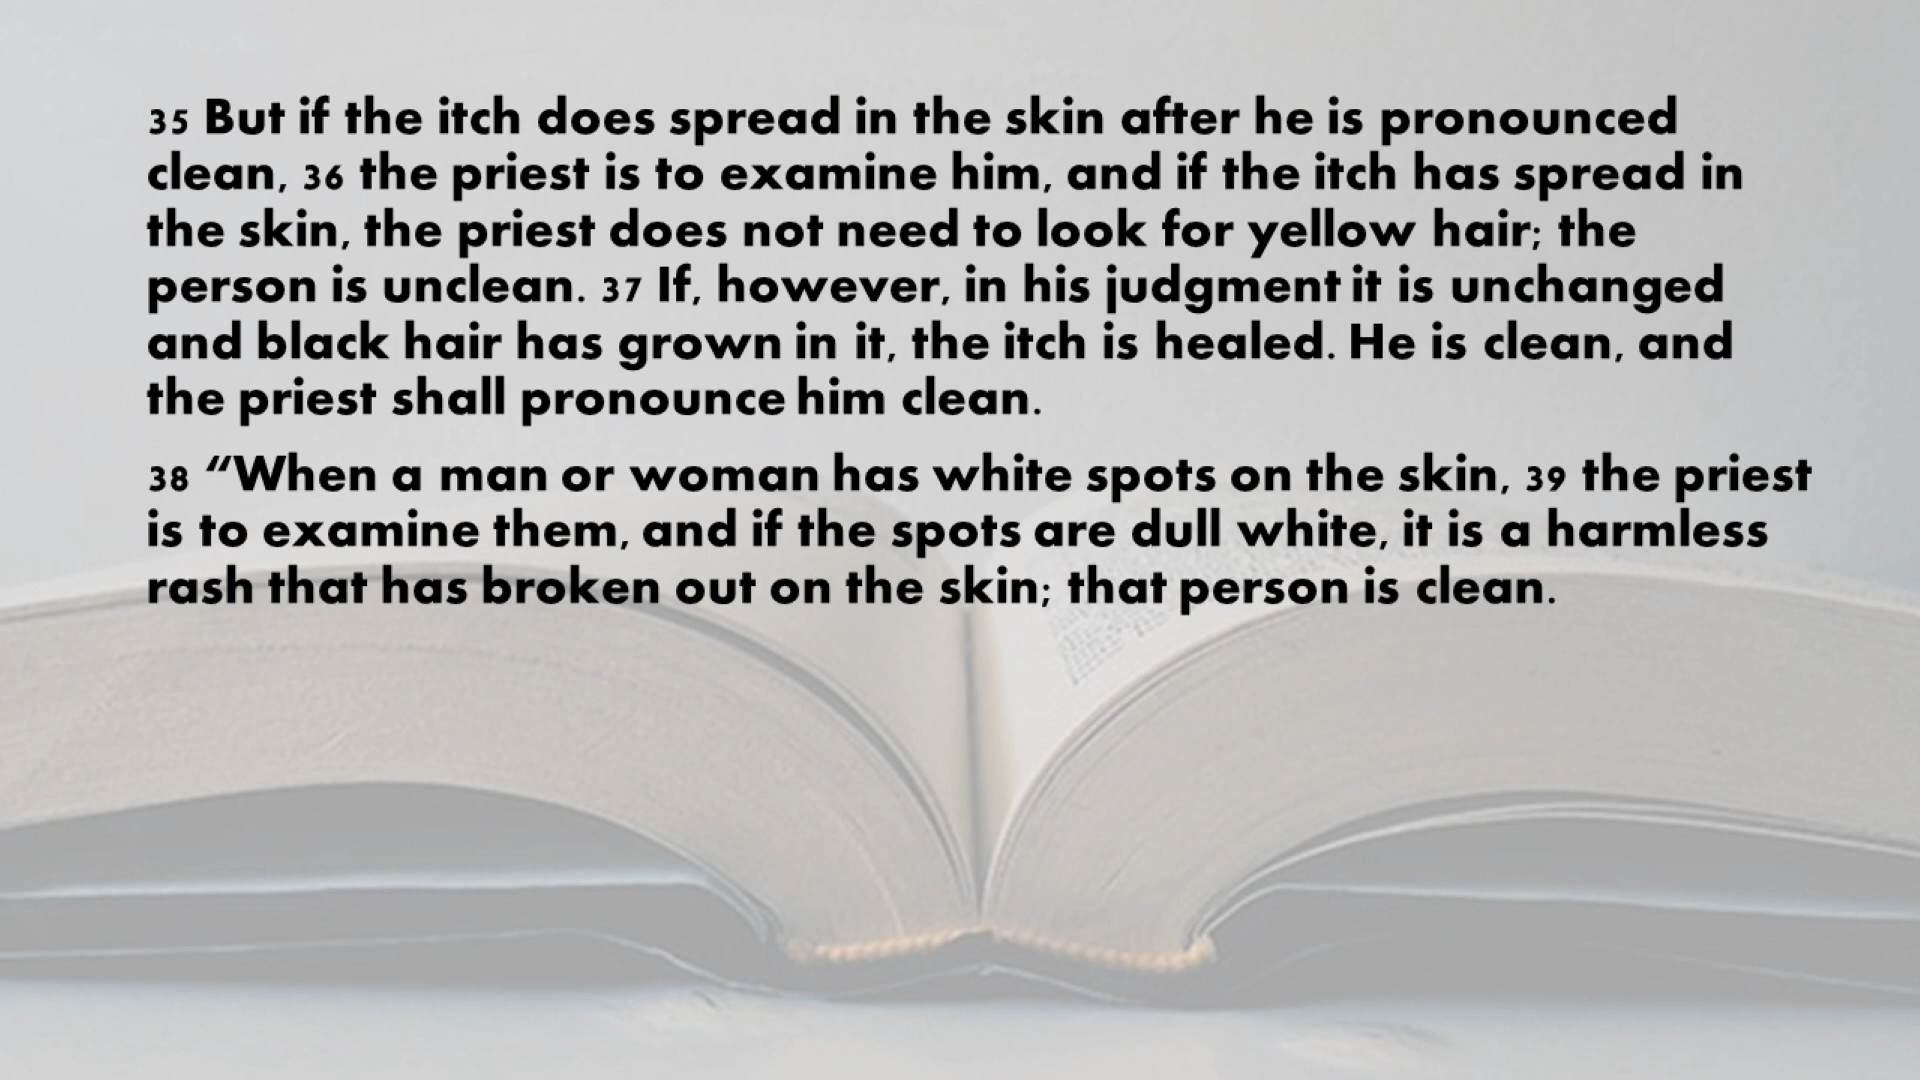 35 But if the itch does spread in the skin after he is pronounced
clean, 36 the priest is to examine him, and if the itch has spread in
the skin, the priest does not need to look for yellow hair; the
person is unclean. 37 If, however, in his judgment it is unchanged
and black hair has grown in it, the itch is healed. He is clean, and
the priest shall pronounce him clean.
38 “When a man or woman has white spots on the skin, 39 the priest
is to examine them, and if the spots are dull white, it is a harmless
rash that has broken out on the skin; that person is clean.